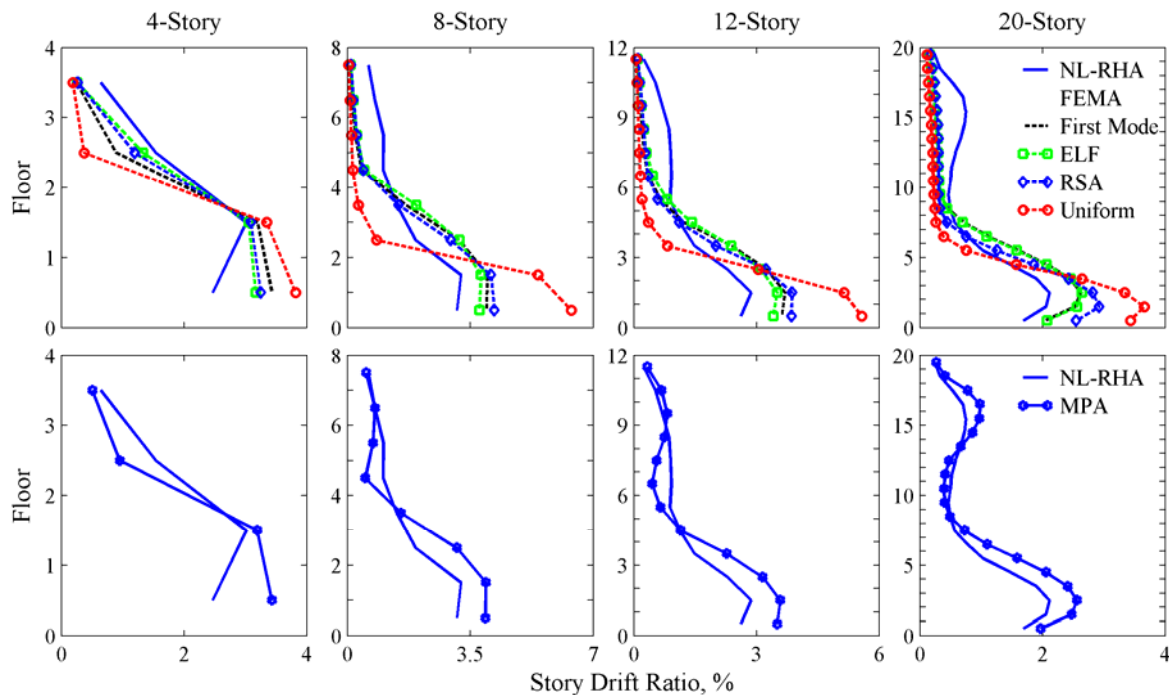 4-Story 8-Story 12-Story 20-Story
4 8 12 20
NL-RHA
FEMA
3 6 9 15
First Mode
ELF
2 4 6 10
RSA
Uniform
1 2 3 5
0 0 0 0
Floor
4 8 12 20
NL-RHA
MPA
3 6 9 15
2 4 6 10
1 2 3 5
0 0 0 0
Floor
0 2 4 0 3.5 7 0 3 6 0 2 4
Story Drift Ratio, %